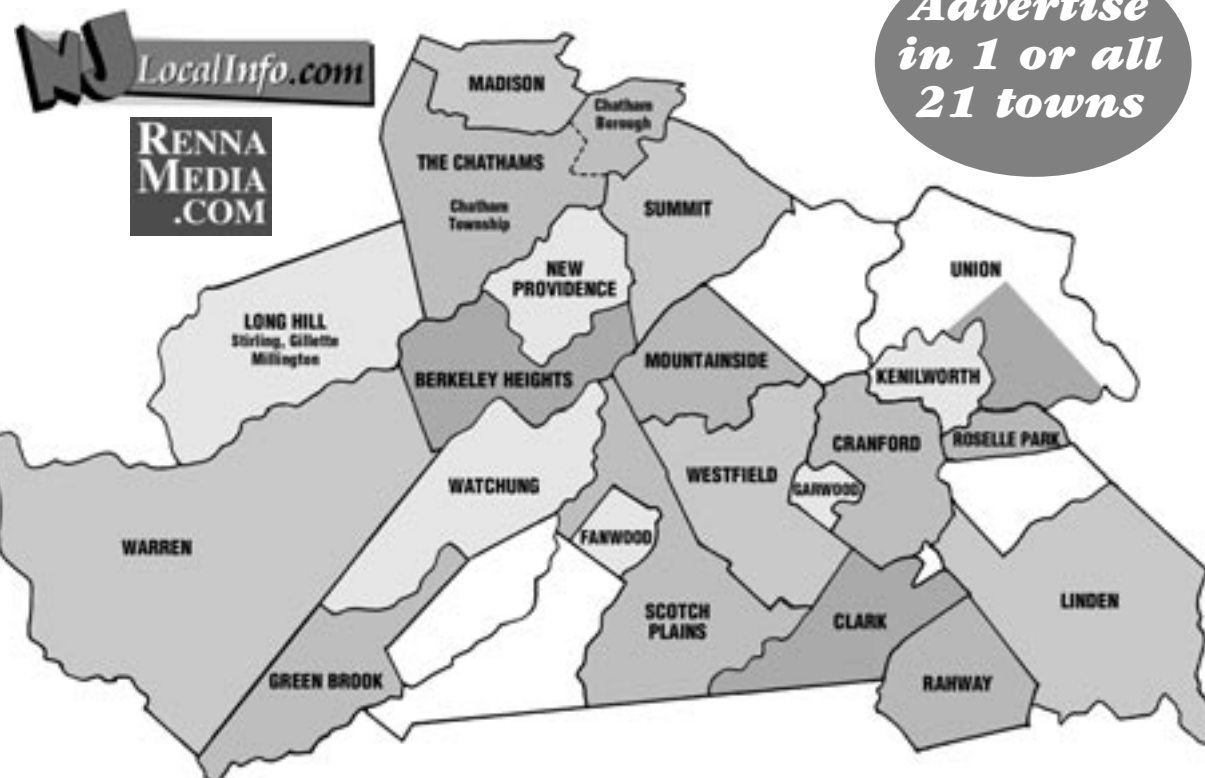 NJ LocalInfo.com
RENNA
MEDIA
.COM
Advertise
in 1 or all
21 towns
MADISON
Chatham
Borough
THE CHATHAMS
Chatham
Township
SUMMIT
NEW
PROVIDENCE
UNION
LONG HILL
Stirling, Gillette
Millington
BERKELEY HEIGHTS
MOUNTAINSIDE
KENILWORTH
ROSELLE PARK
CRANFORD
WESTFIELD
GARWOOD
WATCHUNG
FANWOOD
WARREN
SCOTCH
PLAINS
CLARK
LINDEN
GREEN BROOK
RAHWAY